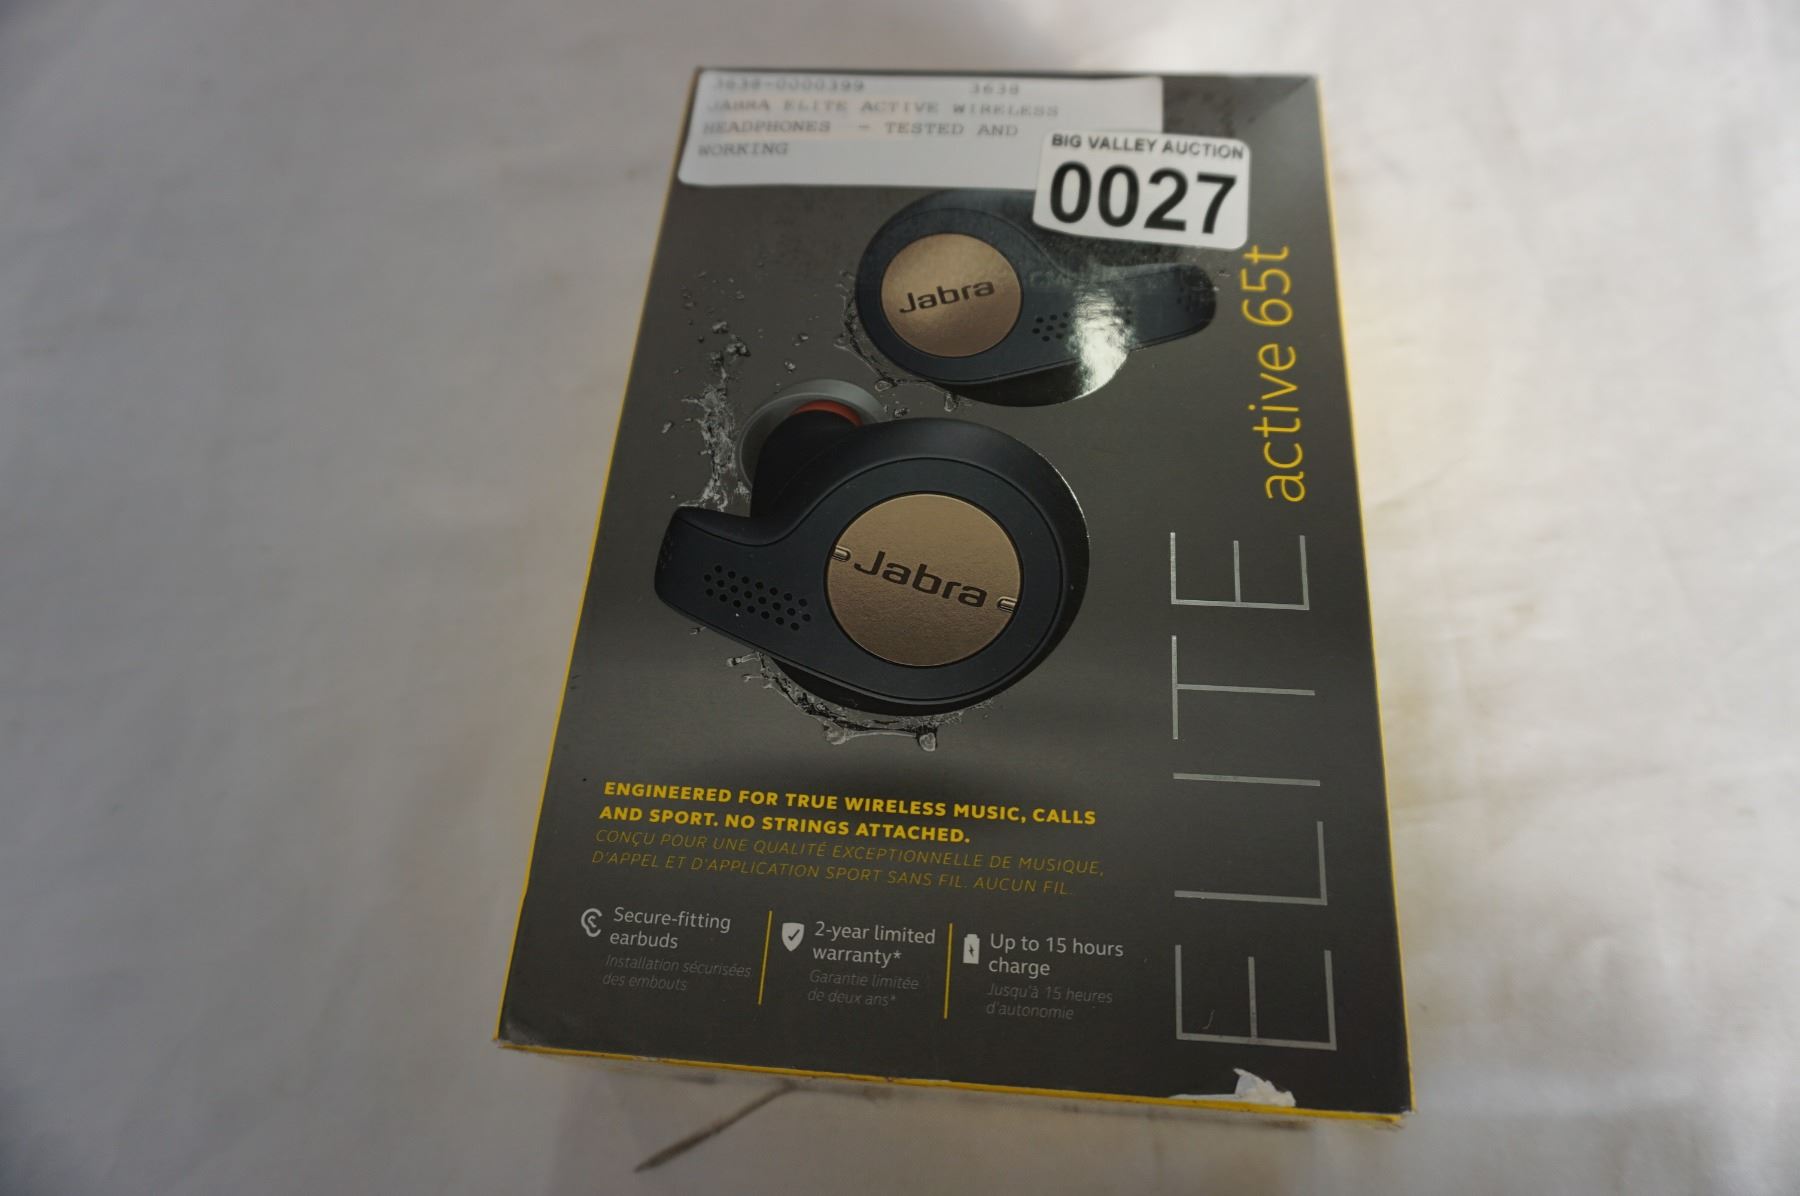 3638-0000399 3638
JABRA ELITE ACTIVE WIRELESS
HEADPHONES - TESTED AND
WORKING
BIG VALLEY AUCTION
0027
Jabra
Jabra
ELITE active 65t
ENGINEERED FOR TRUE WIRELESS MUSIC, CALLS
AND SPORT. NO STRINGS ATTACHED.
CONÇU POUR UNE QUALITÉ EXCEPTIONNELLE DE MUSIQUE,
D'APPEL ET D'APPLICATION SPORT SANS FIL. AUCUN FIL.
Secure-fitting
earbuds
Installation sécurisées
des embouts
2-year limited
warranty*
Garantie limitée
de deux ans*
Up to 15 hours
charge
Jusqu'à 15 heures
d'autonomie